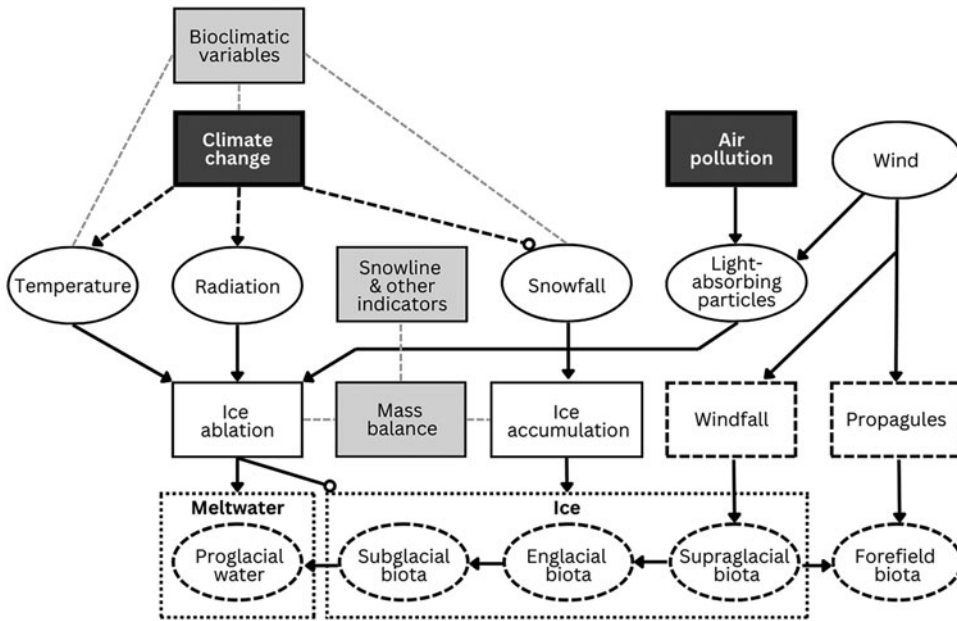 Bioclimatic
variables
Climate
change
Air
pollution
Wind
Temperature
Radiation
Snowline
& other
indicators
Snowfall
Light-
absorbing
particles
Ice
ablation
Mass
balance
Ice
accumulation
Windfall
Propagules
Meltwater
Ice
Proglacial
water
Subglacial
biota
Englacial
biota
Supraglacial
biota
Forefield
biota